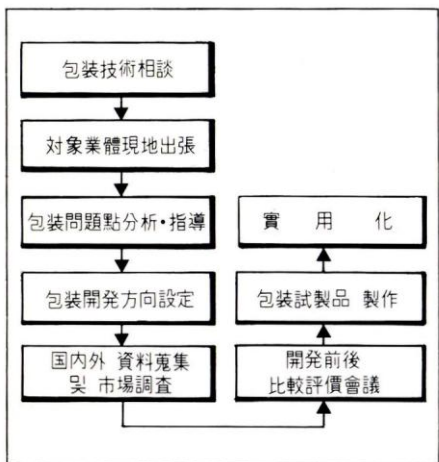 包装技術相談
対象業體現地出張
包装問題點分析·指導
包装開発方向設定
国内外 資料蒐集
및 市場調査
開発前後
比較評價會議
包装試製品 製作
實用化